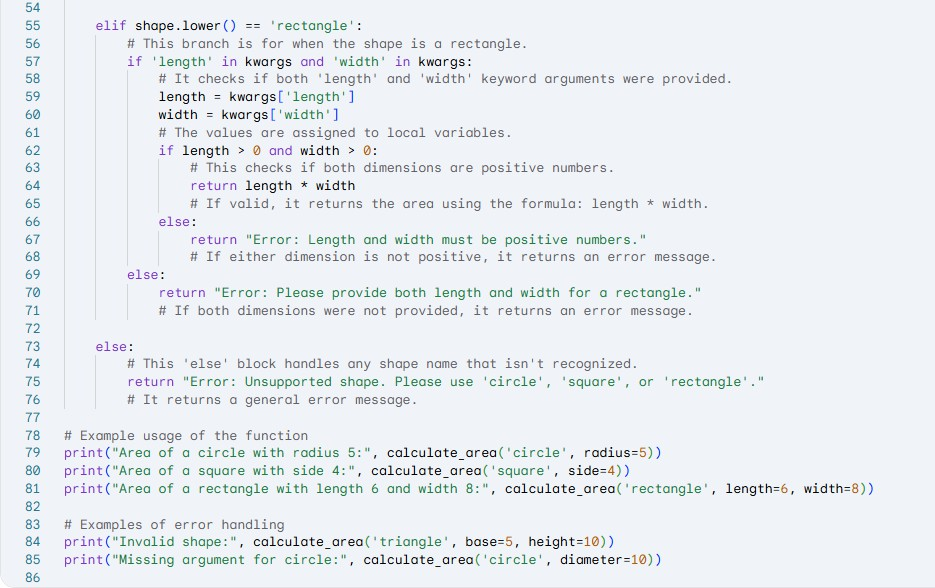 54
55 elif shape.lower() == 'rectangle':
56 # This branch is for when the shape is a rectangle.
57 if 'length' in kwargs and 'width' in kwargs:
58 # It checks if both 'length' and 'width' keyword arguments were provided.
59 length = kwargs['length']
60 width = kwargs['width']
61 # The values are assigned to local variables.
62 if length > 0 and width > 0:
63 # This checks if both dimensions are positive numbers.
64 return length * width
65 # If valid, it returns the area using the formula: length * width.
66 else:
67 return "Error: Length and width must be positive numbers."
68 # If either dimension is not positive, it returns an error message.
69 else:
70 return "Error: Please provide both length and width for a rectangle."
71 # If both dimensions were not provided, it returns an error message.
72
73 else:
74 # This 'else' block handles any shape name that isn't recognized.
75 return "Error: Unsupported shape. Please use 'circle', 'square', or 'rectangle'."
76 # It returns a general error message.
77
78 # Example usage of the function
79 print("Area of a circle with radius 5:", calculate_area('circle', radius=5))
80 print("Area of a square with side 4:", calculate_area('square', side=4))
81 print("Area of a rectangle with length 6 and width 8:", calculate_area('rectangle', length=6, width=8))
82
83 # Examples of error handling
84 print("Invalid shape:", calculate_area('triangle', base=5, height=10))
85 print("Missing argument for circle:", calculate_area('circle', diameter=10))
86